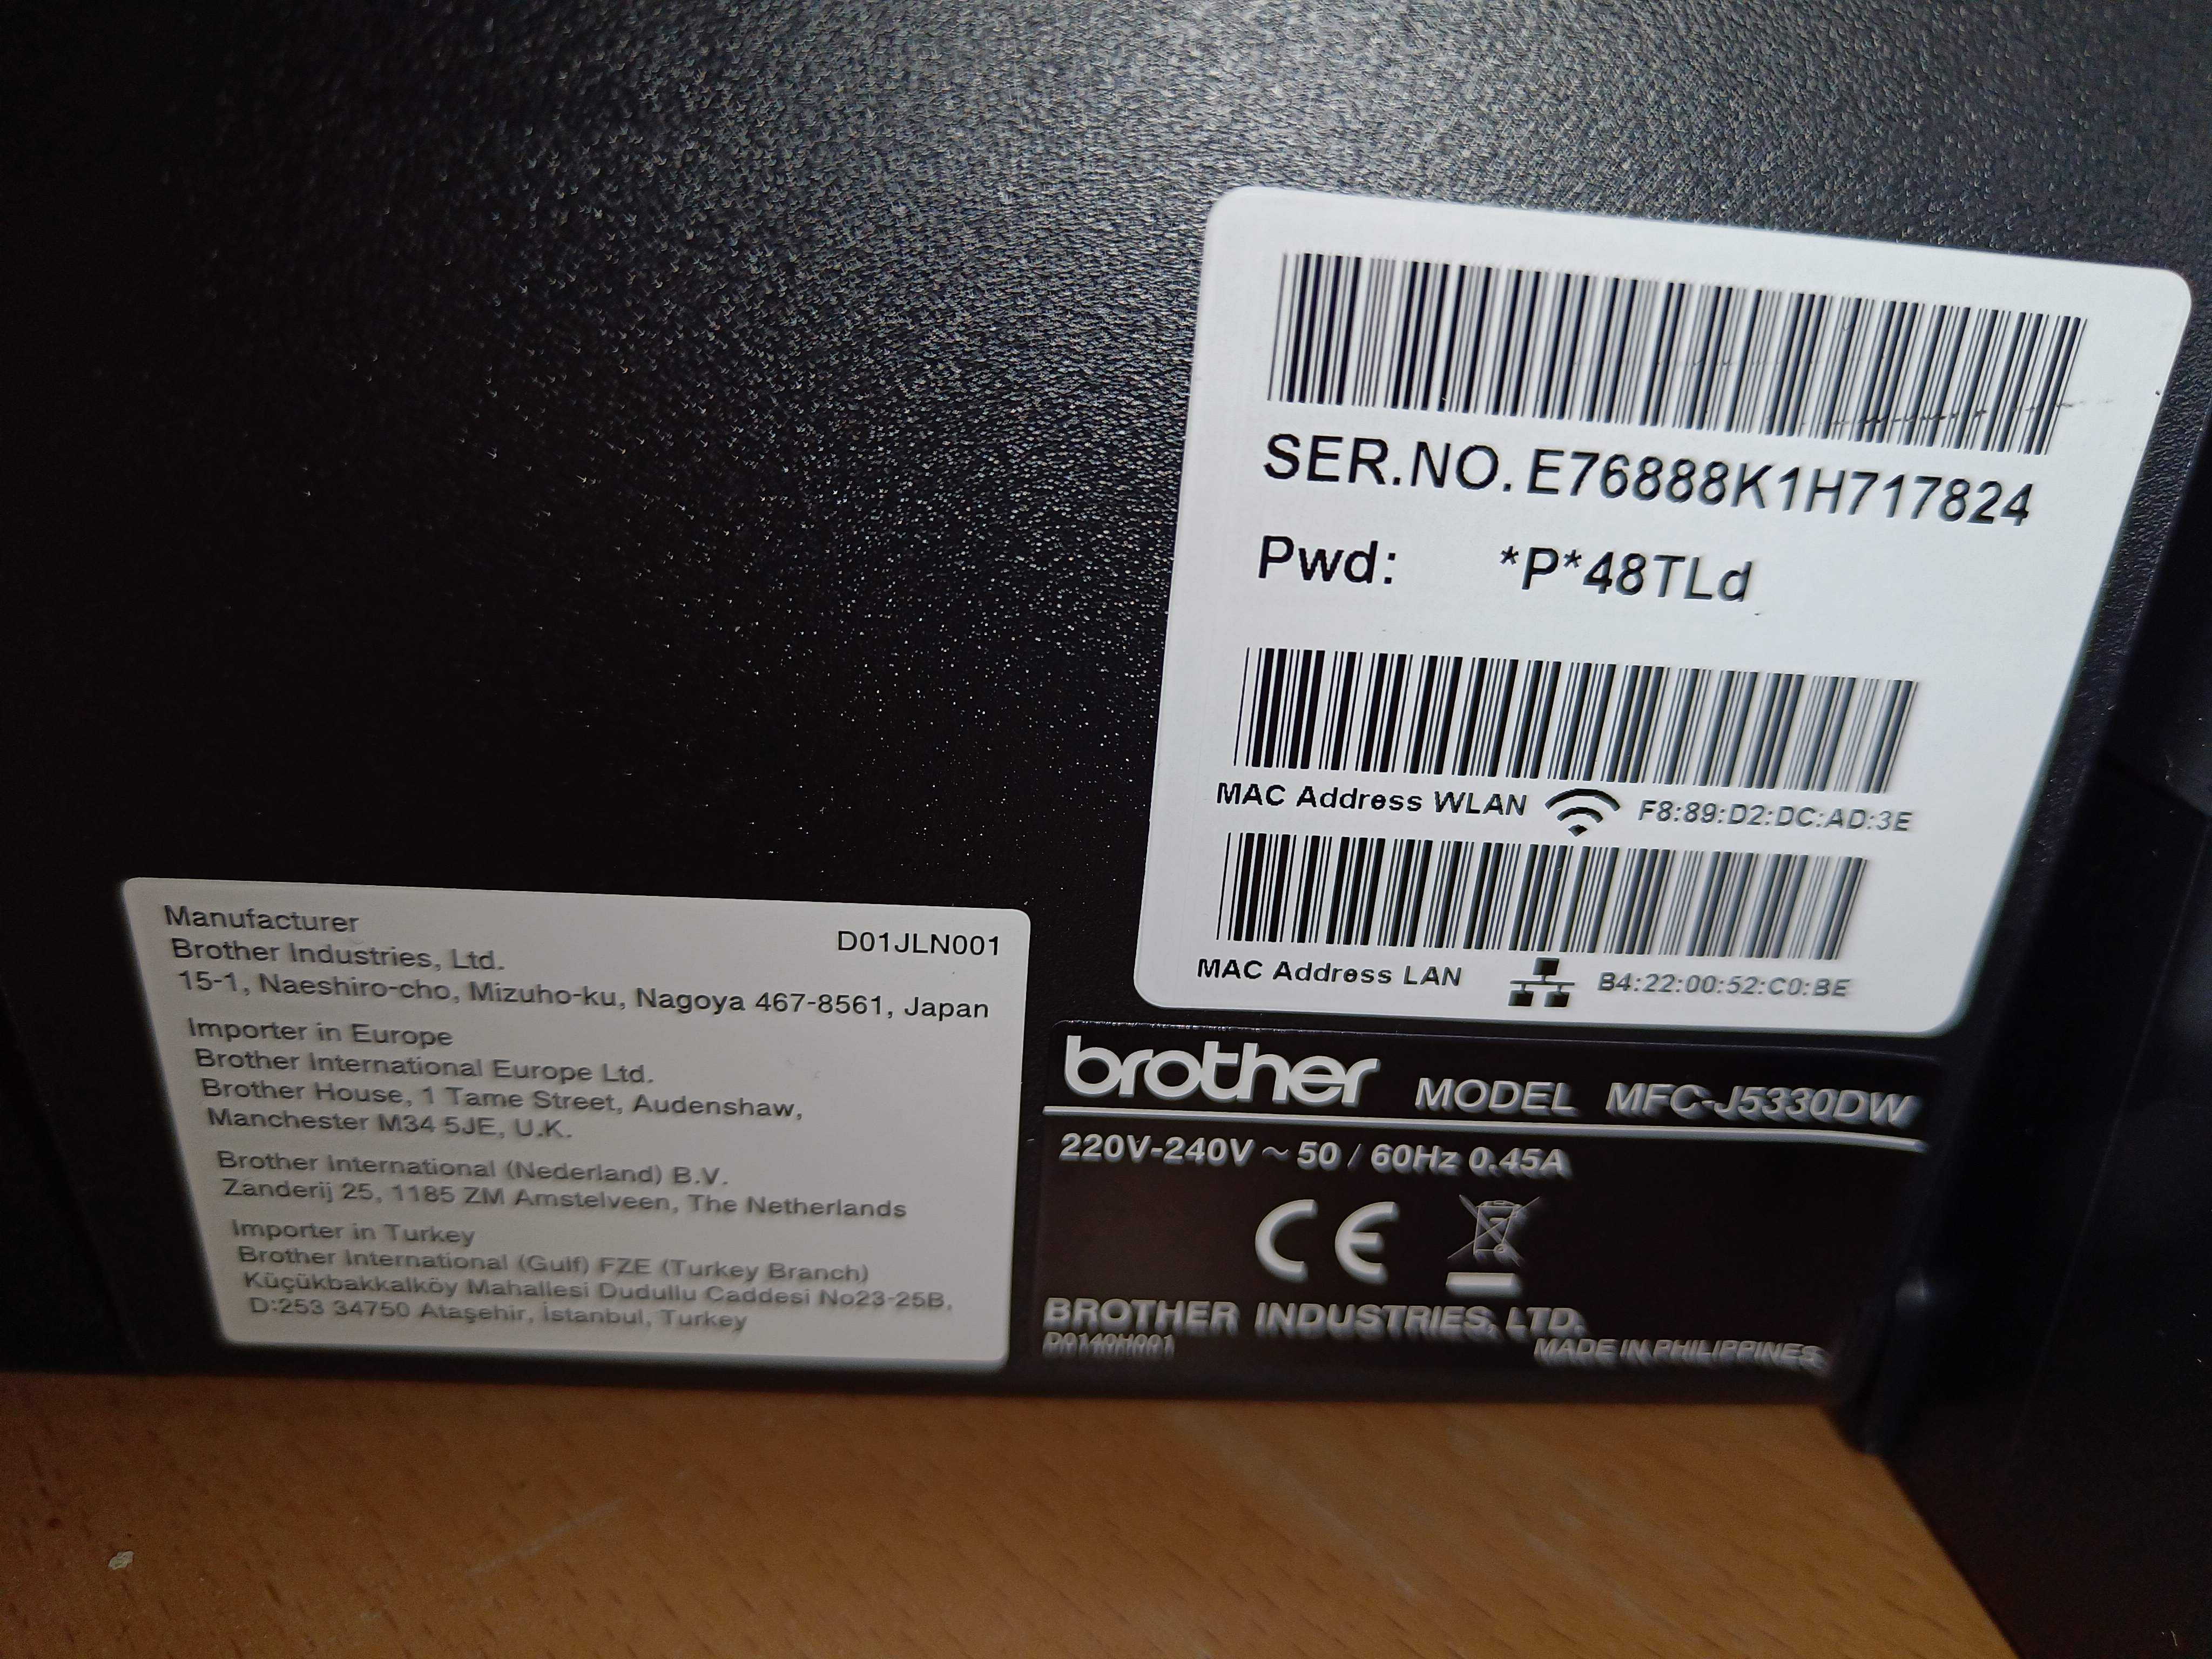 SER.NO. E76888K1H717824
Pwd: *P*48TLd
MAC Address WLAN F8:89:D2:DC:AD:3E
MAC Address LAN B4:22:00:52:C0:BE
Manufacturer
D01JLN001
Brother Industries, Ltd.
15-1, Naeshiro-cho, Mizuho-ku, Nagoya 467-8561, Japan
Importer in Europe
Brother International Europe Ltd.
Brother House, 1 Tame Street, Audenshaw,
Manchester M34 5JE, U.K.
Brother International (Nederland) B.V.
Zanderij 25, 1185 ZM Amstelveen, The Netherlands
Importer in Turkey
Brother International (Gulf) FZE (Turkey Branch)
Küçükbakkalköy Mahallesi Dudullu Caddesi No23-25B,
D:253 34750 Ataşehir, İstanbul, Turkey
brother MODEL MFC-J5330DW
220V-240V ~ 50 / 60Hz 0.45A
CE
BROTHER INDUSTRIES, LTD.
MADE IN PHILIPPINES